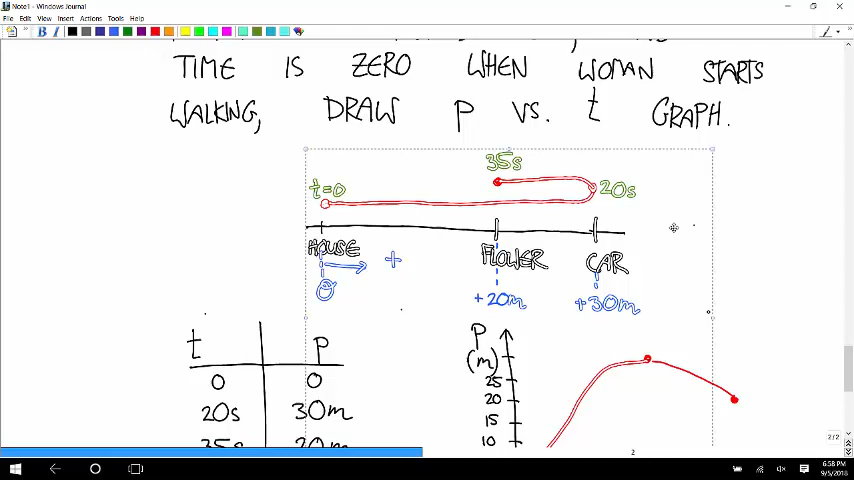 Note1 - Windows Journal
File Edit View Insert Actions Tools Help
B I
TIME IS ZERO WHEN WOMAN STARTS
WALKING, DRAW P VS. t GRAPH.
35s
t=0 20s
HOUSE + FLOWER CAR
0 +20m +30m
t P
0 0
20s 30m
35s 20m
P
(m)
25
20
15
10
2
2/2
6:58 PM
9/5/2018